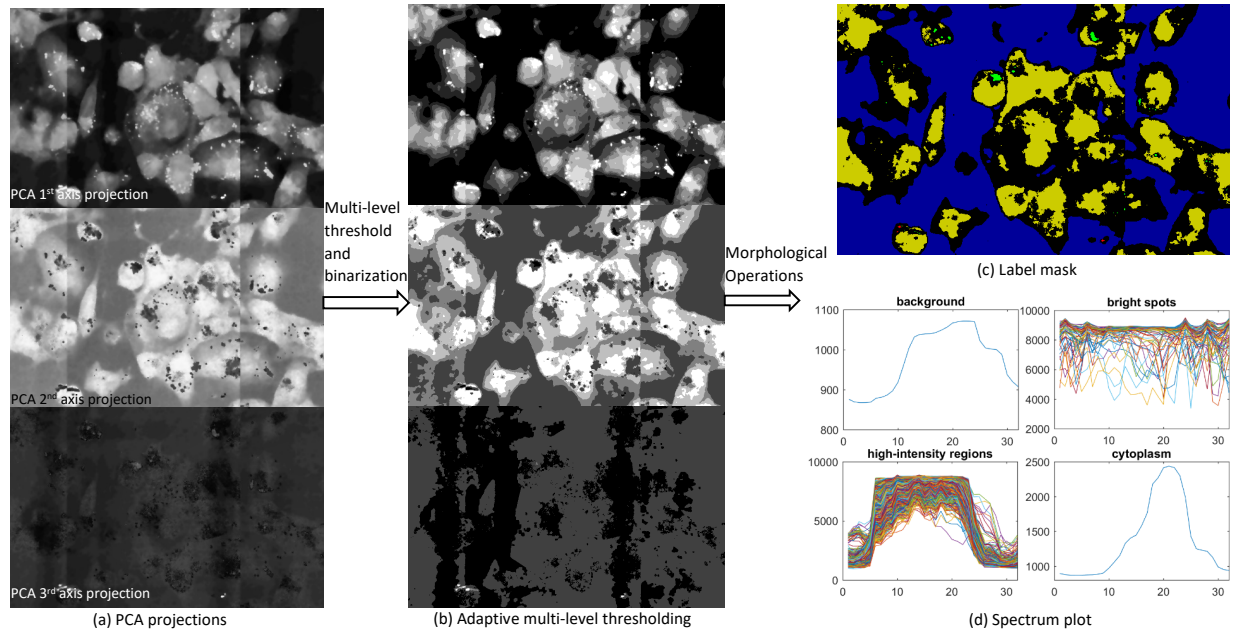 PCA 1st axis projection
PCA 2nd axis projection
PCA 3rd axis projection
(a) PCA projections
Multi-level
threshold
and
binarization
(b) Adaptive multi-level thresholding
Morphological
Operations
(c) Label mask
background
1100
1000
900
800
0 10 20 30
bright spots
10000
8000
6000
4000
2000
0 10 20 30
high-intensity regions
10000
5000
0
0 10 20 30
cytoplasm
2500
2000
1500
1000
0 10 20 30
(d) Spectrum plot